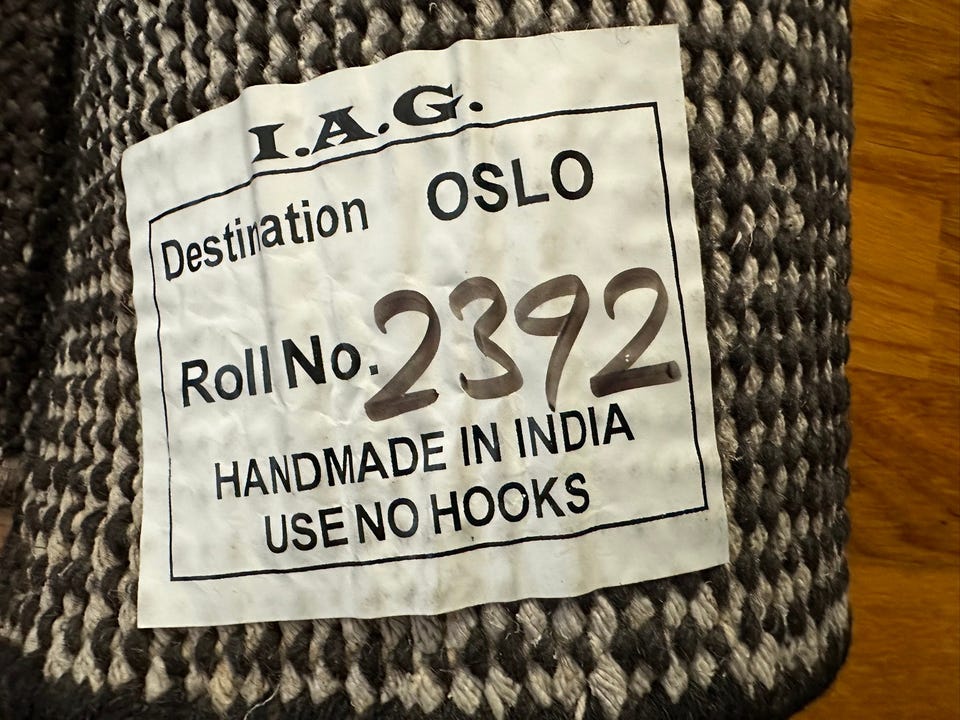 I.A.G.
Destination OSLO
Roll No. 2392
HANDMADE IN INDIA
USE NO HOOKS